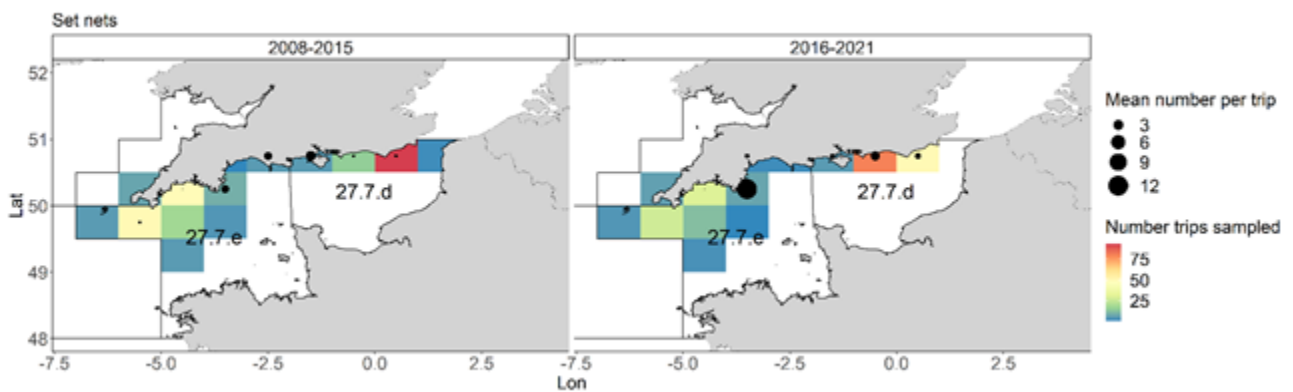 Set nets
2008-2015
2016-2021
52
51
50
49
48
Lat
27.7.d
27.7.e
27.7.d
27.7.e
-7.5
-5.0
-2.5
0.0
2.5
-7.5
-5.0
-2.5
0.0
2.5
Lon
Mean number per trip
3
6
9
12
Number trips sampled
75
50
25